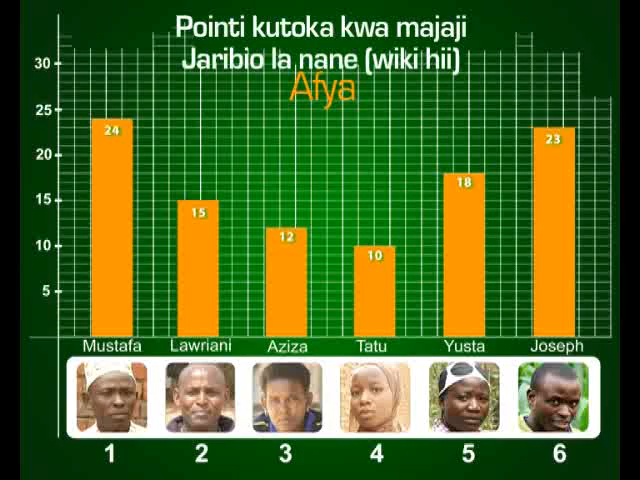 Pointi kutoka kwa majaji
Jaribio la nane (wiki hii)
Afya
30
25
20
15
10
5
24
15
12
10
18
23
Mustafa Lawriani Aziza Tatu Yusta Joseph
1 2 3 4 5 6